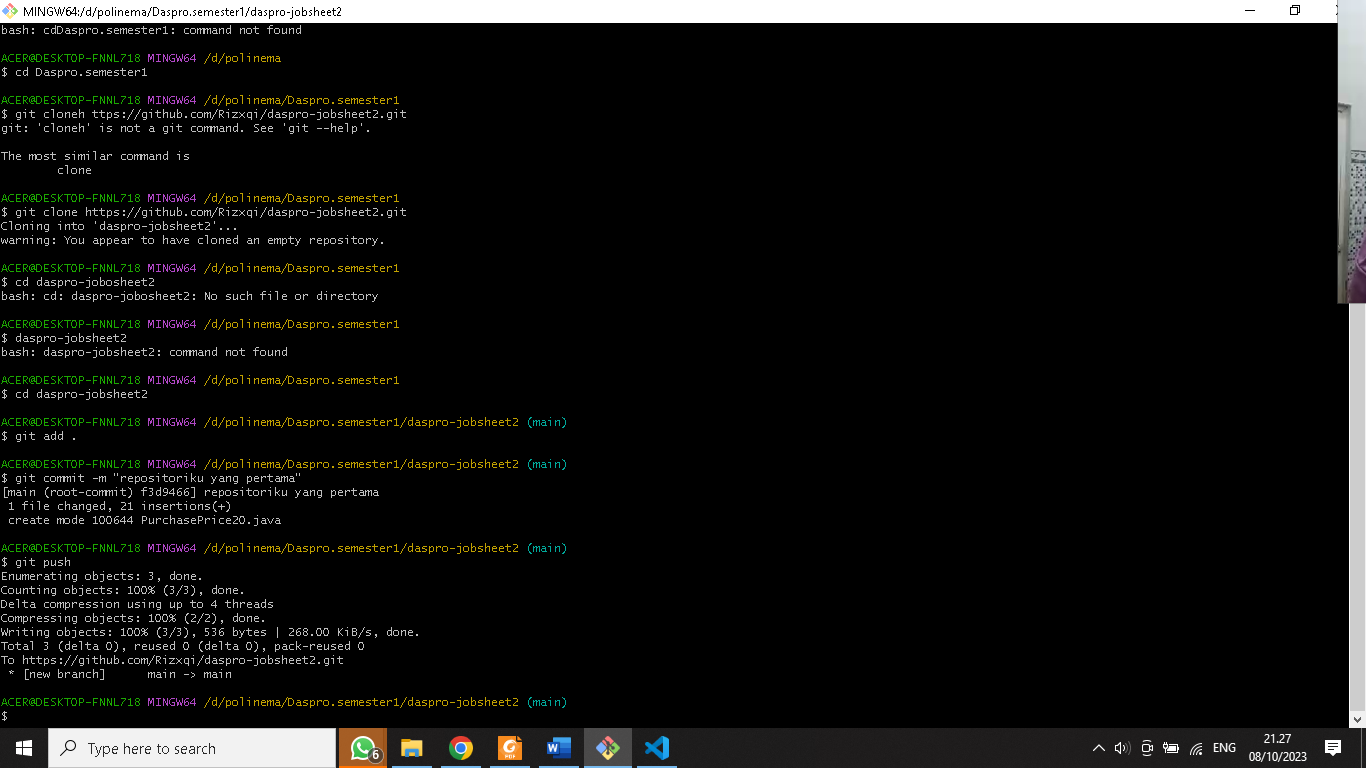 MINGW64:/d/polinema/Daspro.semester1/daspro-jobsheet2
bash: cdDaspro.semester1: command not found
ACER@DESKTOP-FNNL718 MINGW64 /d/polinema
$ cd Daspro.semester1
ACER@DESKTOP-FNNL718 MINGW64 /d/polinema/Daspro.semester1
$ git cloneh ttps://github.com/Rizxqi/daspro-jobsheet2.git
git: 'cloneh' is not a git command. See 'git --help'.
The most similar command is
clone
ACER@DESKTOP-FNNL718 MINGW64 /d/polinema/Daspro.semester1
$ git clone https://github.com/Rizxqi/daspro-jobsheet2.git
Cloning into 'daspro-jobsheet2'...
warning: You appear to have cloned an empty repository.
ACER@DESKTOP-FNNL718 MINGW64 /d/polinema/Daspro.semester1
$ cd daspro-jobosheet2
bash: cd: daspro-jobosheet2: No such file or directory
ACER@DESKTOP-FNNL718 MINGW64 /d/polinema/Daspro.semester1
$ daspro-jobsheet2
bash: daspro-jobsheet2: command not found
ACER@DESKTOP-FNNL718 MINGW64 /d/polinema/Daspro.semester1
$ cd daspro-jobsheet2
ACER@DESKTOP-FNNL718 MINGW64 /d/polinema/Daspro.semester1/daspro-jobsheet2 (main)
$ git add .
ACER@DESKTOP-FNNL718 MINGW64 /d/polinema/Daspro.semester1/daspro-jobsheet2 (main)
$ git commit -m "repositoriku yang pertama"
[main (root-commit) f3d9466] repositoriku yang pertama
1 file changed, 21 insertions(+)
create mode 100644 PurchasePrice20.java
ACER@DESKTOP-FNNL718 MINGW64 /d/polinema/Daspro.semester1/daspro-jobsheet2 (main)
$ git push
Enumerating objects: 3, done.
Counting objects: 100% (3/3), done.
Delta compression using up to 4 threads
Compressing objects: 100% (2/2), done.
Writing objects: 100% (3/3), 536 bytes | 268.00 KiB/s, done.
Total 3 (delta 0), reused 0 (delta 0), pack-reused 0
To https://github.com/Rizxqi/daspro-jobsheet2.git
* [new branch] main -> main
ACER@DESKTOP-FNNL718 MINGW64 /d/polinema/Daspro.semester1/daspro-jobsheet2 (main)
$
Type here to search
6
PDF
ENG
21.27
08/10/2023